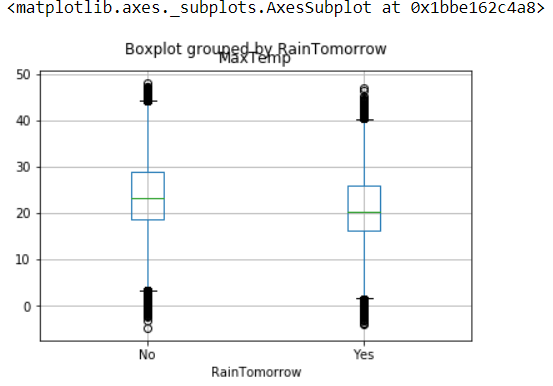 <matplotlib.axes._subplots.AxesSubplot at 0x1bbe162c4a8>
Boxplot grouped by RainTomorrow
MaxTemp
50
40
30
20
10
0
No Yes
RainTomorrow